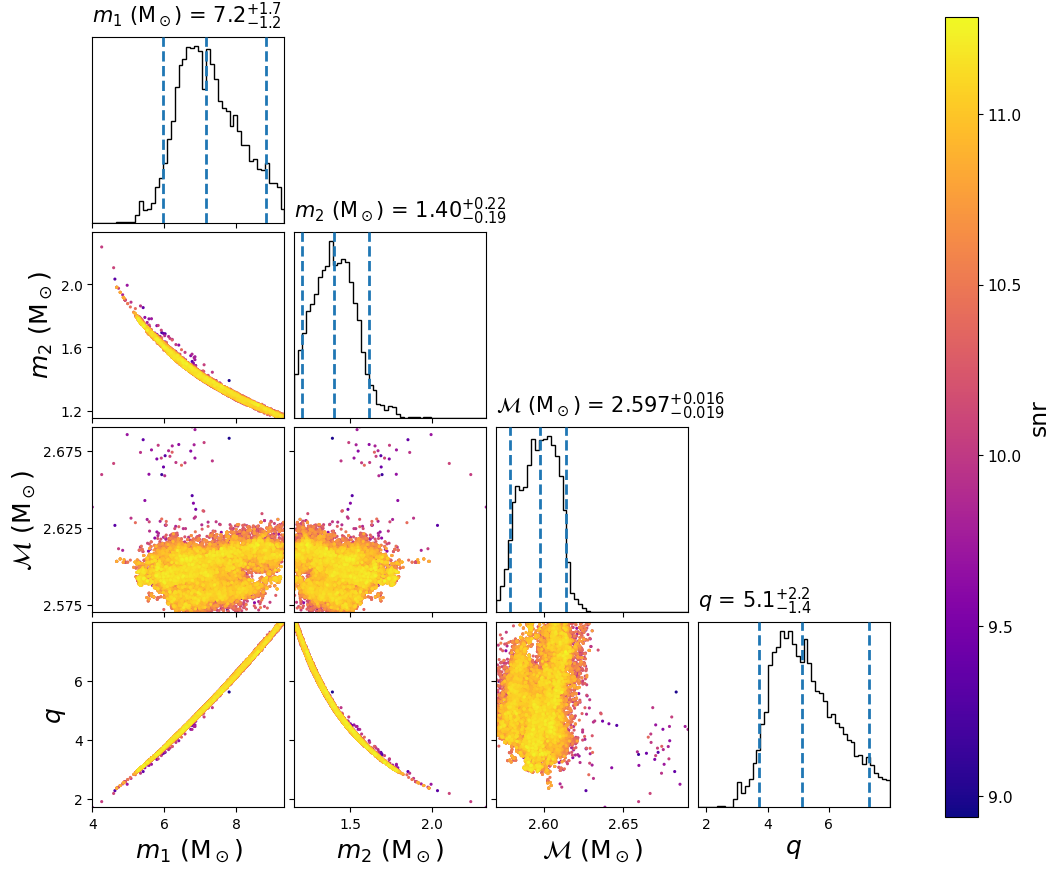 m₁ (M⊙) = 7.2+1.7−1.2
m₂ (M⊙) = 1.40+0.22−0.19
ℳ (M⊙) = 2.597+0.016−0.019
q = 5.1+2.2−1.4
m₂ (M⊙)
2.0
1.6
1.2
ℳ (M⊙)
2.675
2.625
2.575
q
6
4
2
4
6
8
m₁ (M⊙)
1.5
2.0
m₂ (M⊙)
2.60
2.65
ℳ (M⊙)
2
4
6
q
11.0
10.5
10.0
9.5
9.0
snr